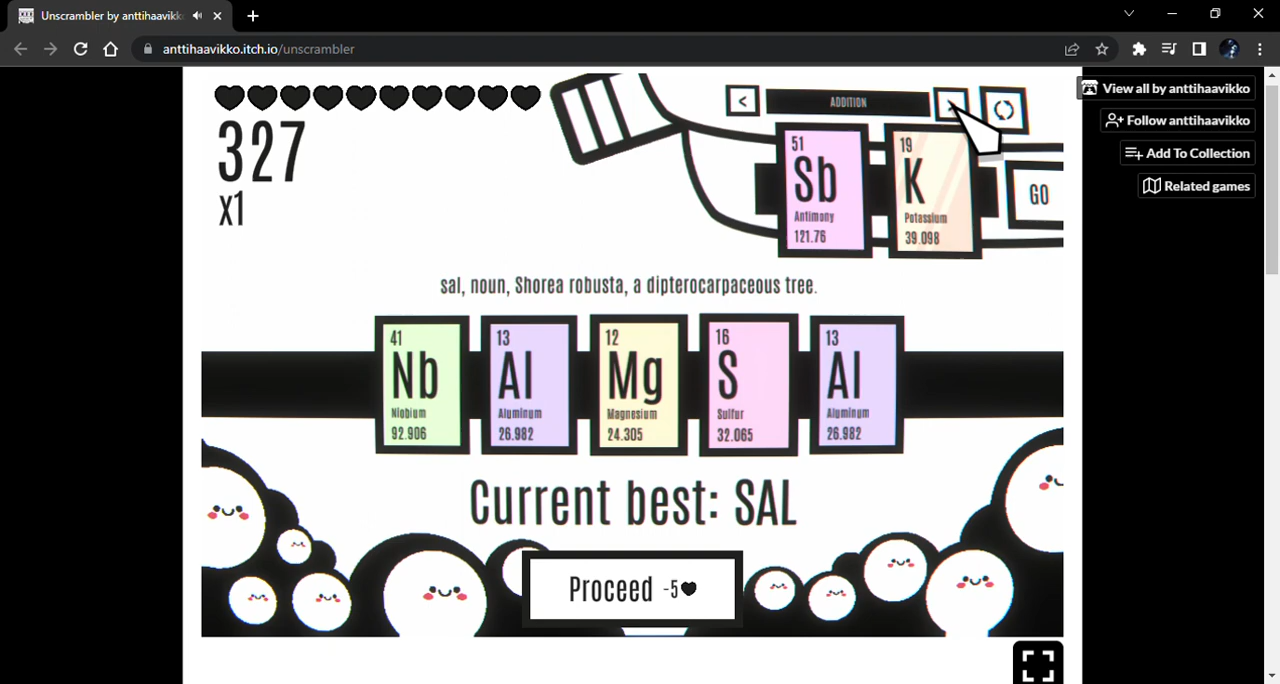 Unscrambler by anttihaavikk
anttihaavikko.itch.io/unscrambler
View all by anttihaavikko
Follow anttihaavikko
Add To Collection
Related games
327
x1
<
ADDITION
51
Sb
Antimony
121.76
19
K
Potassium
39.098
GO
sal, noun, Shorea robusta, a dipterocarpaceous tree.
41
Nb
Niobium
92.906
13
Al
Aluminum
26.982
12
Mg
Magnesium
24.305
16
S
Sulfur
32.065
13
Al
Aluminum
26.982
Current best: SAL
Proceed -5♥